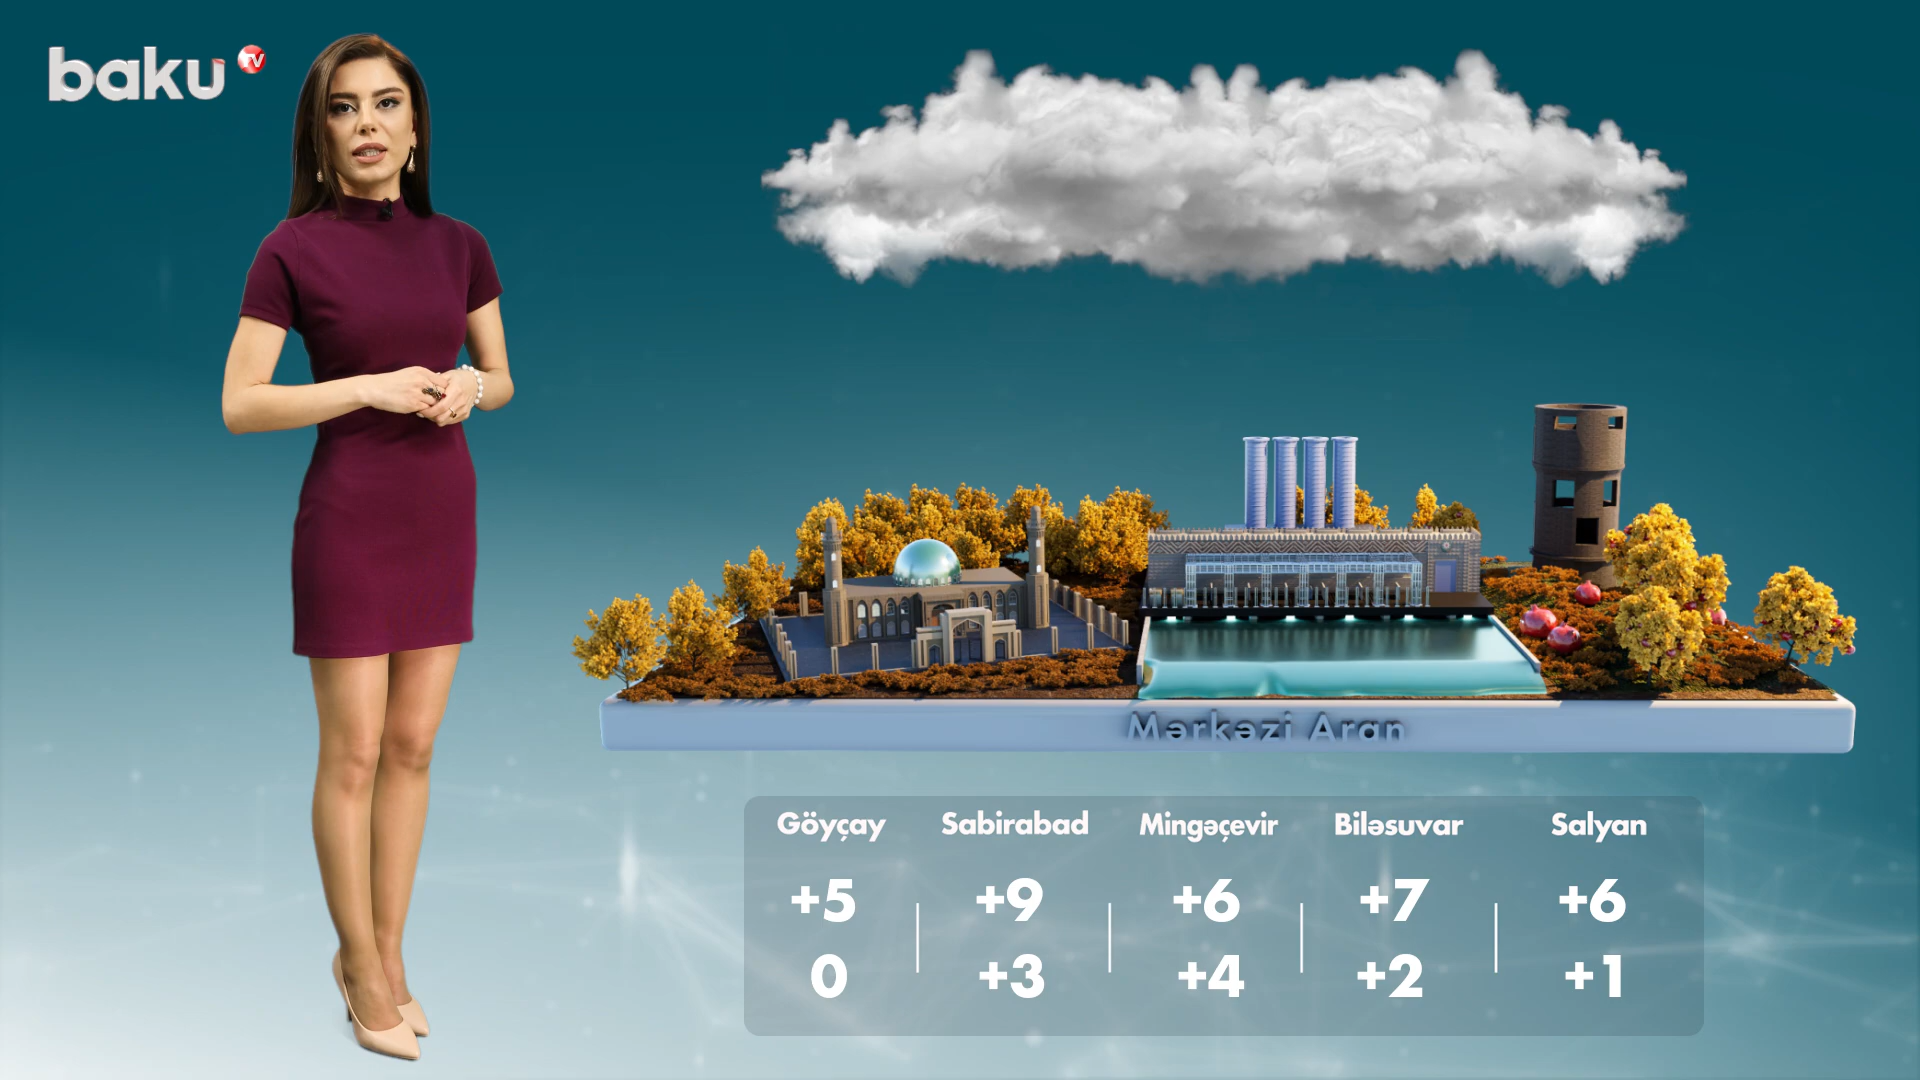 baku TV
Mərkəzi Aran
Göyçay Sabirabad Mingəçevir Biləsuvar Salyan
+5 +9 +6 +7 +6
0 +3 +4 +2 +1